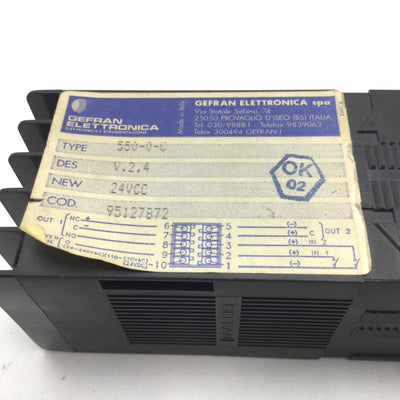 GEFRAN
ELETTRONICA
ELETTRONICA E STRUMENTAZIONE
Made in Italy
GEFRAN ELETTRONICA spa
Via Statale Sebina, 74
25050 PROVAGLIO D'ISEO (BS) ITALIA
Tel. 030/98881 - Telefax 9839063
Telex 300494 GEFRAN I
TYPE 550-0-C
DES V.2.4
NEW 24VCC
COD. 95127872
OK
02
OUT 1 NC + 6 5 (-) OUT 2
C 7 4 C
8 3 (+) IN 2
9 2 (+) IN 1
(24VDC) - 10 1 (-)
GEFRAN